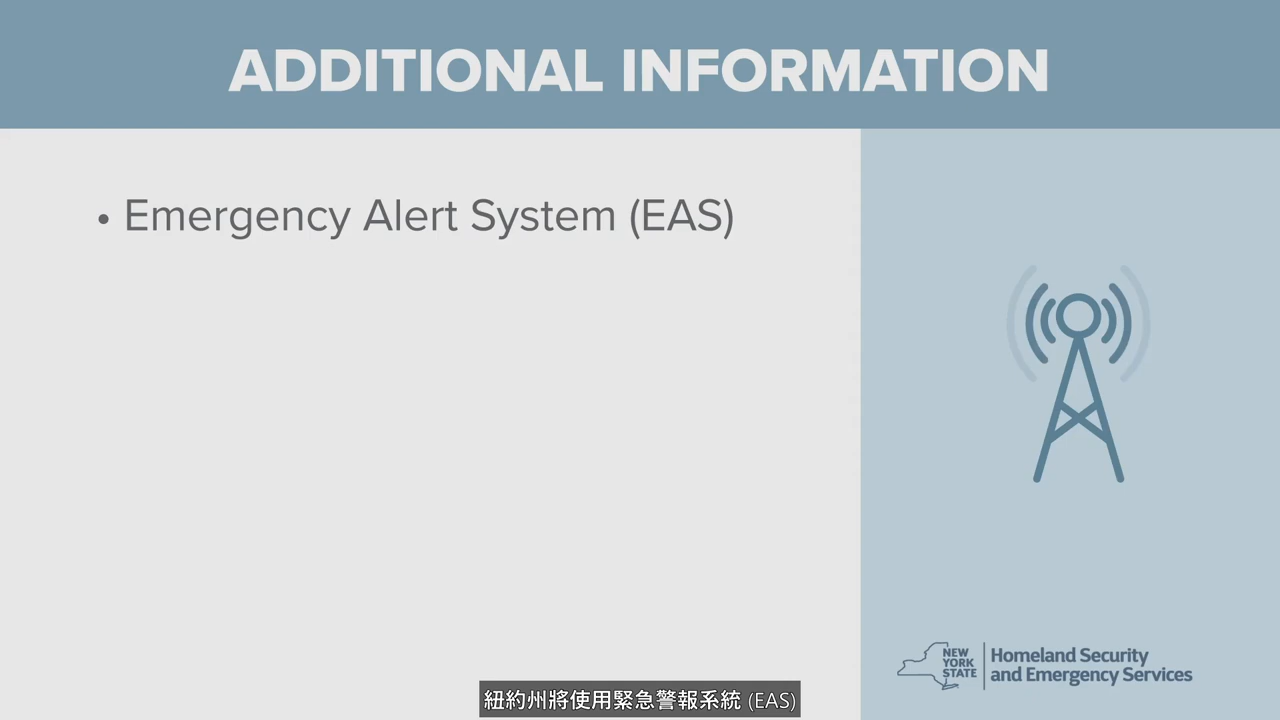 ADDITIONAL INFORMATION
• Emergency Alert System (EAS)
NEW
YORK
STATE
Homeland Security
and Emergency Services
紐約州將使用緊急警報系統 (EAS)